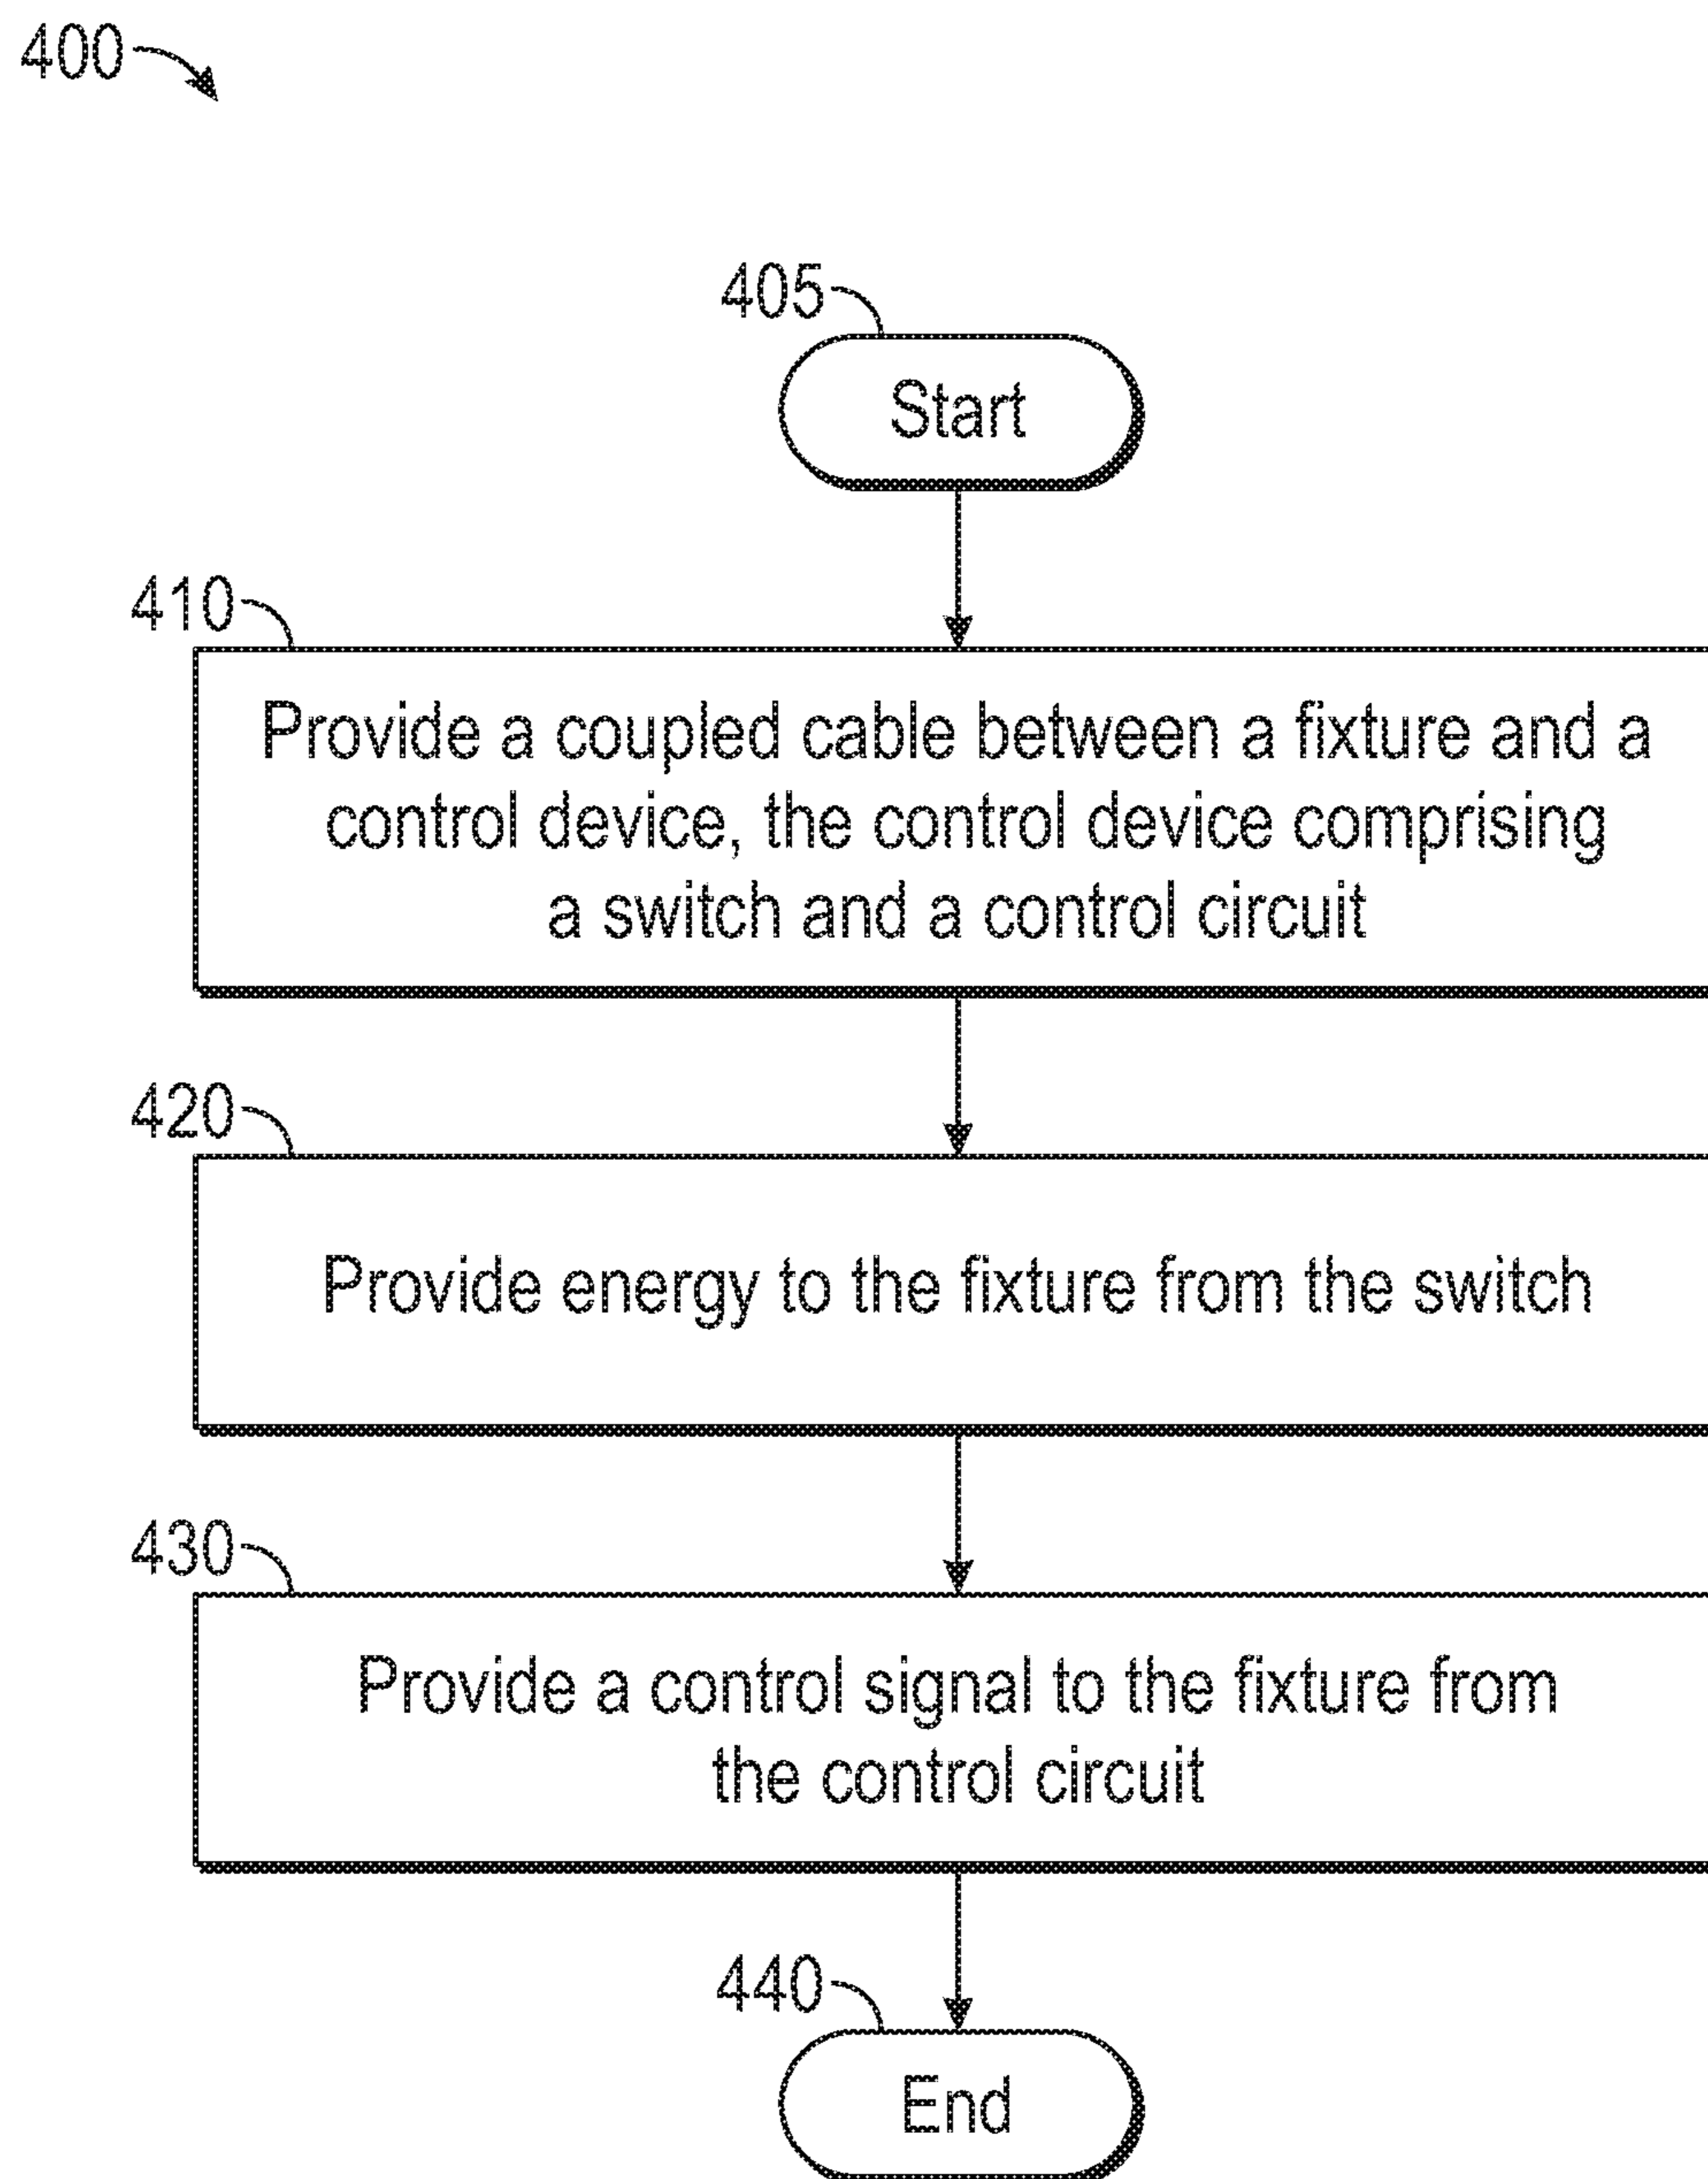 400
405
Start
410
Provide a coupled cable between a fixture and a
control device, the control device comprising
a switch and a control circuit
420
Provide energy to the fixture from the switch
430
Provide a control signal to the fixture from
the control circuit
440
End